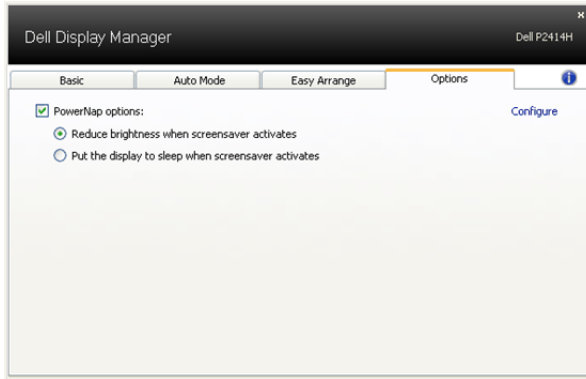 Dell Display Manager
Dell P2414H
Basic
Auto Mode
Easy Arrange
Options
PowerNap options:
Configure
Reduce brightness when screensaver activates
Put the display to sleep when screensaver activates